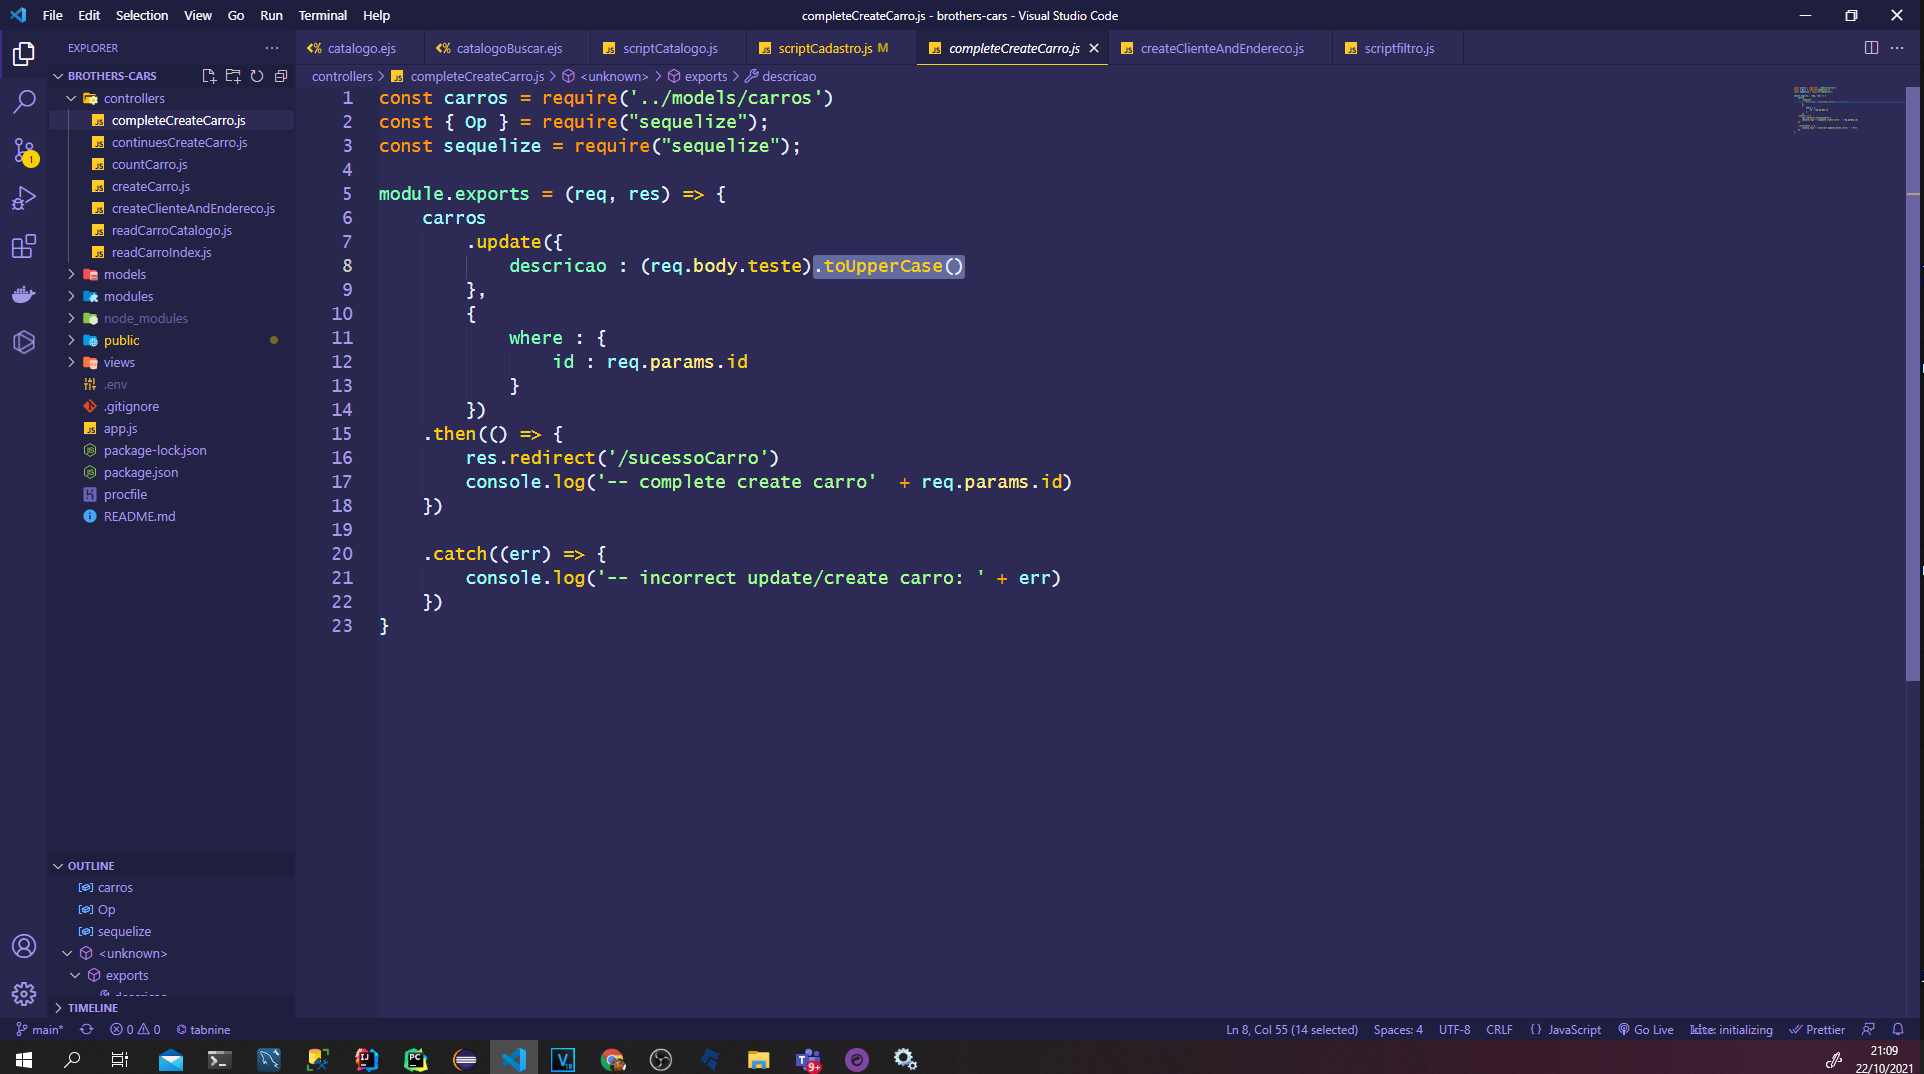 File Edit Selection View Go Run Terminal Help
completeCreateCarro.js - brothers-cars - Visual Studio Code
EXPLORER
BROTHERS-CARS
controllers
completeCreateCarro.js
continuesCreateCarro.js
countCarro.js
createCarro.js
createClienteAndEndereco.js
readCarroCatalogo.js
readCarroIndex.js
models
modules
node_modules
public
views
.env
.gitignore
app.js
package-lock.json
package.json
procfile
README.md
OUTLINE
carros
Op
sequelize
<unknown>
exports
TIMELINE
catalogo.ejs catalogoBuscar.ejs scriptCatalogo.js scriptCadastro.js M completeCreateCarro.js createClienteAndEndereco.js scriptfiltro.js
controllers > completeCreateCarro.js > <unknown> > exports > descricao
1 const carros = require('../models/carros')
2 const { Op } = require("sequelize");
3 const sequelize = require("sequelize");
4
5 module.exports = (req, res) => {
6 carros
7 .update({
8 descricao : (req.body.teste).toUpperCase()
9 },
10 {
11 where : {
12 id : req.params.id
13 }
14 })
15 .then(() => {
16 res.redirect('/sucessoCarro')
17 console.log('-- complete create carro'  + req.params.id)
18 })
19
20 .catch((err) => {
21 console.log('-- incorrect update/create carro: ' + err)
22 })
23 }
1
main* 0 0 tabnine
Ln 8, Col 55 (14 selected) Spaces: 4 UTF-8 CRLF { } JavaScript Go Live kite: initializing Prettier
21:09
22/10/2021